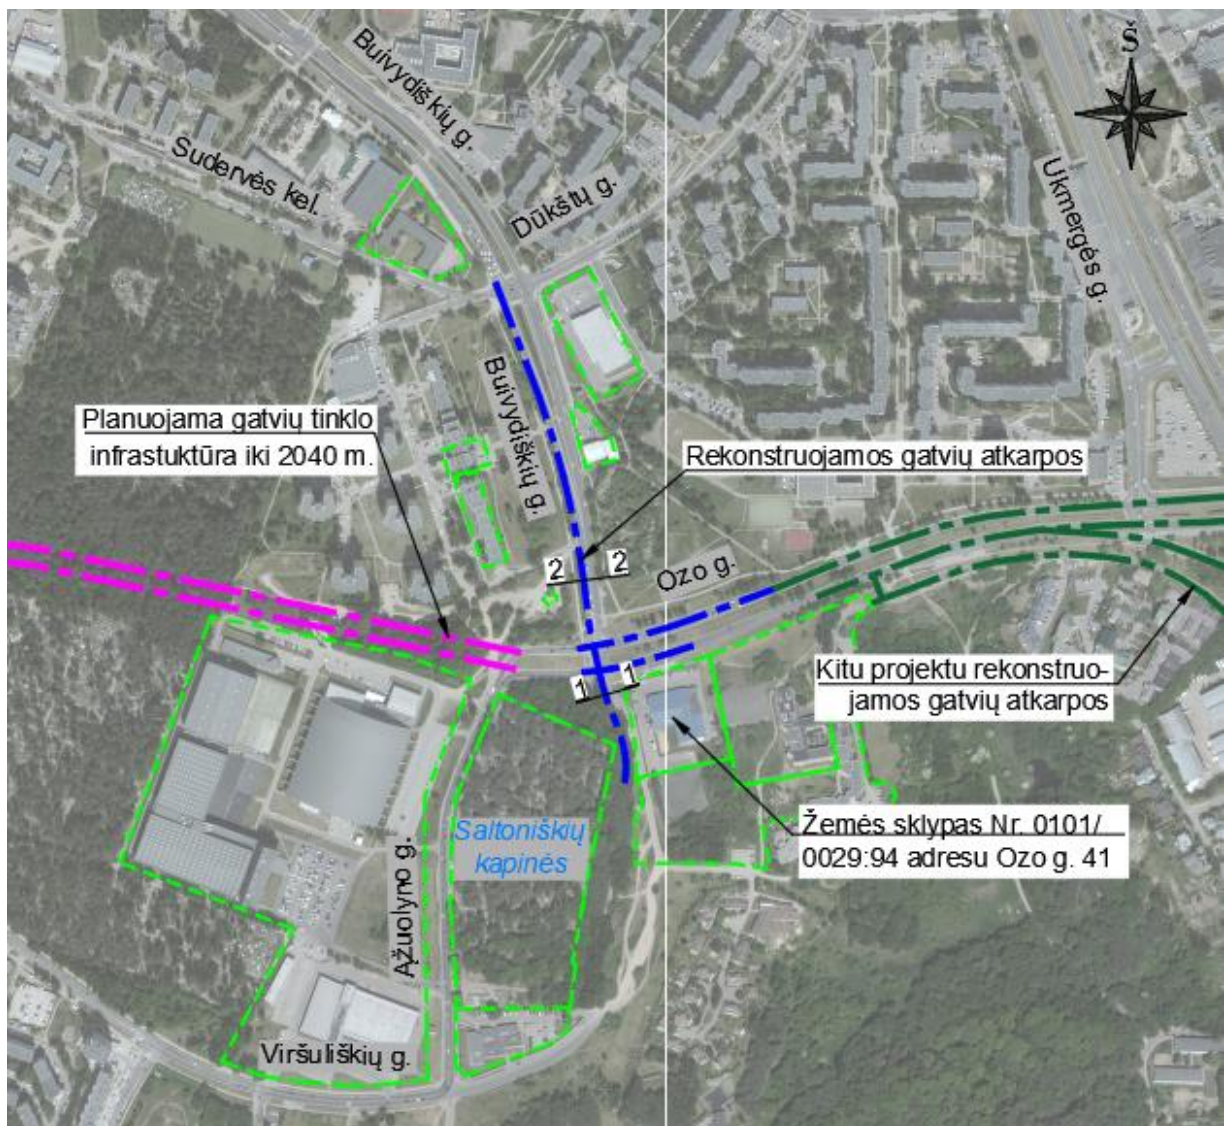 Š
Buivydiškių g.
Sudervės kel.
Dūkštų g.
Ukmergės g.
Buivydiškių g.
Planuojama gatvių tinklo
infrastuktūra iki 2040 m.
Rekonstruojamos gatvių atkarpos
2 2
Ozo g.
1 1
Kitu projektu rekonstruo-
jamos gatvių atkarpos
Saltoniškių
kapinės
Žemės sklypas Nr. 0101/
0029:94 adresu Ozo g. 41
Ąžuolyno g.
Viršuliškių g.